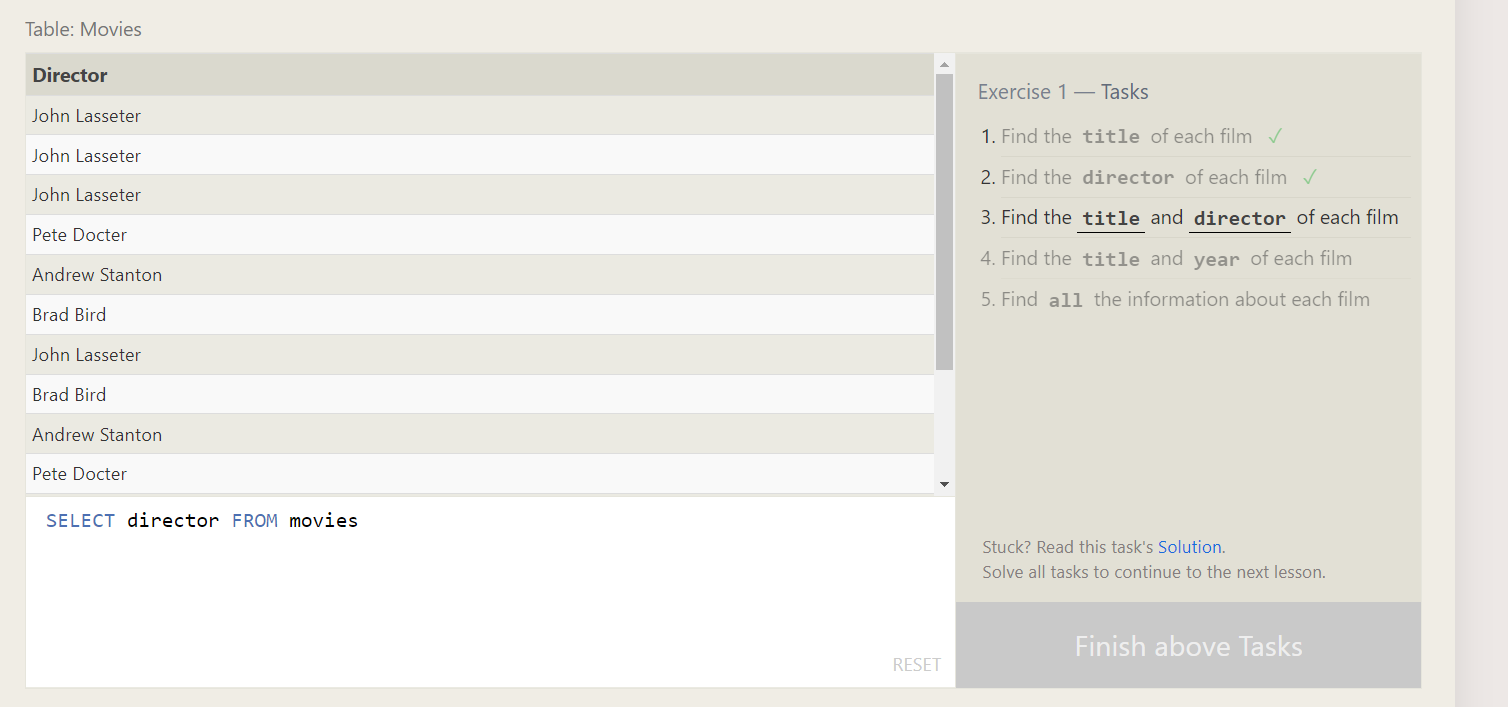 Table: Movies
Director
John Lasseter
John Lasseter
John Lasseter
Pete Docter
Andrew Stanton
Brad Bird
John Lasseter
Brad Bird
Andrew Stanton
Pete Docter
SELECT director FROM movies
RESET
Exercise 1 — Tasks
1. Find the title of each film ✓
2. Find the director of each film ✓
3. Find the title and director of each film
4. Find the title and year of each film
5. Find all the information about each film
Stuck? Read this task's Solution.
Solve all tasks to continue to the next lesson.
Finish above Tasks